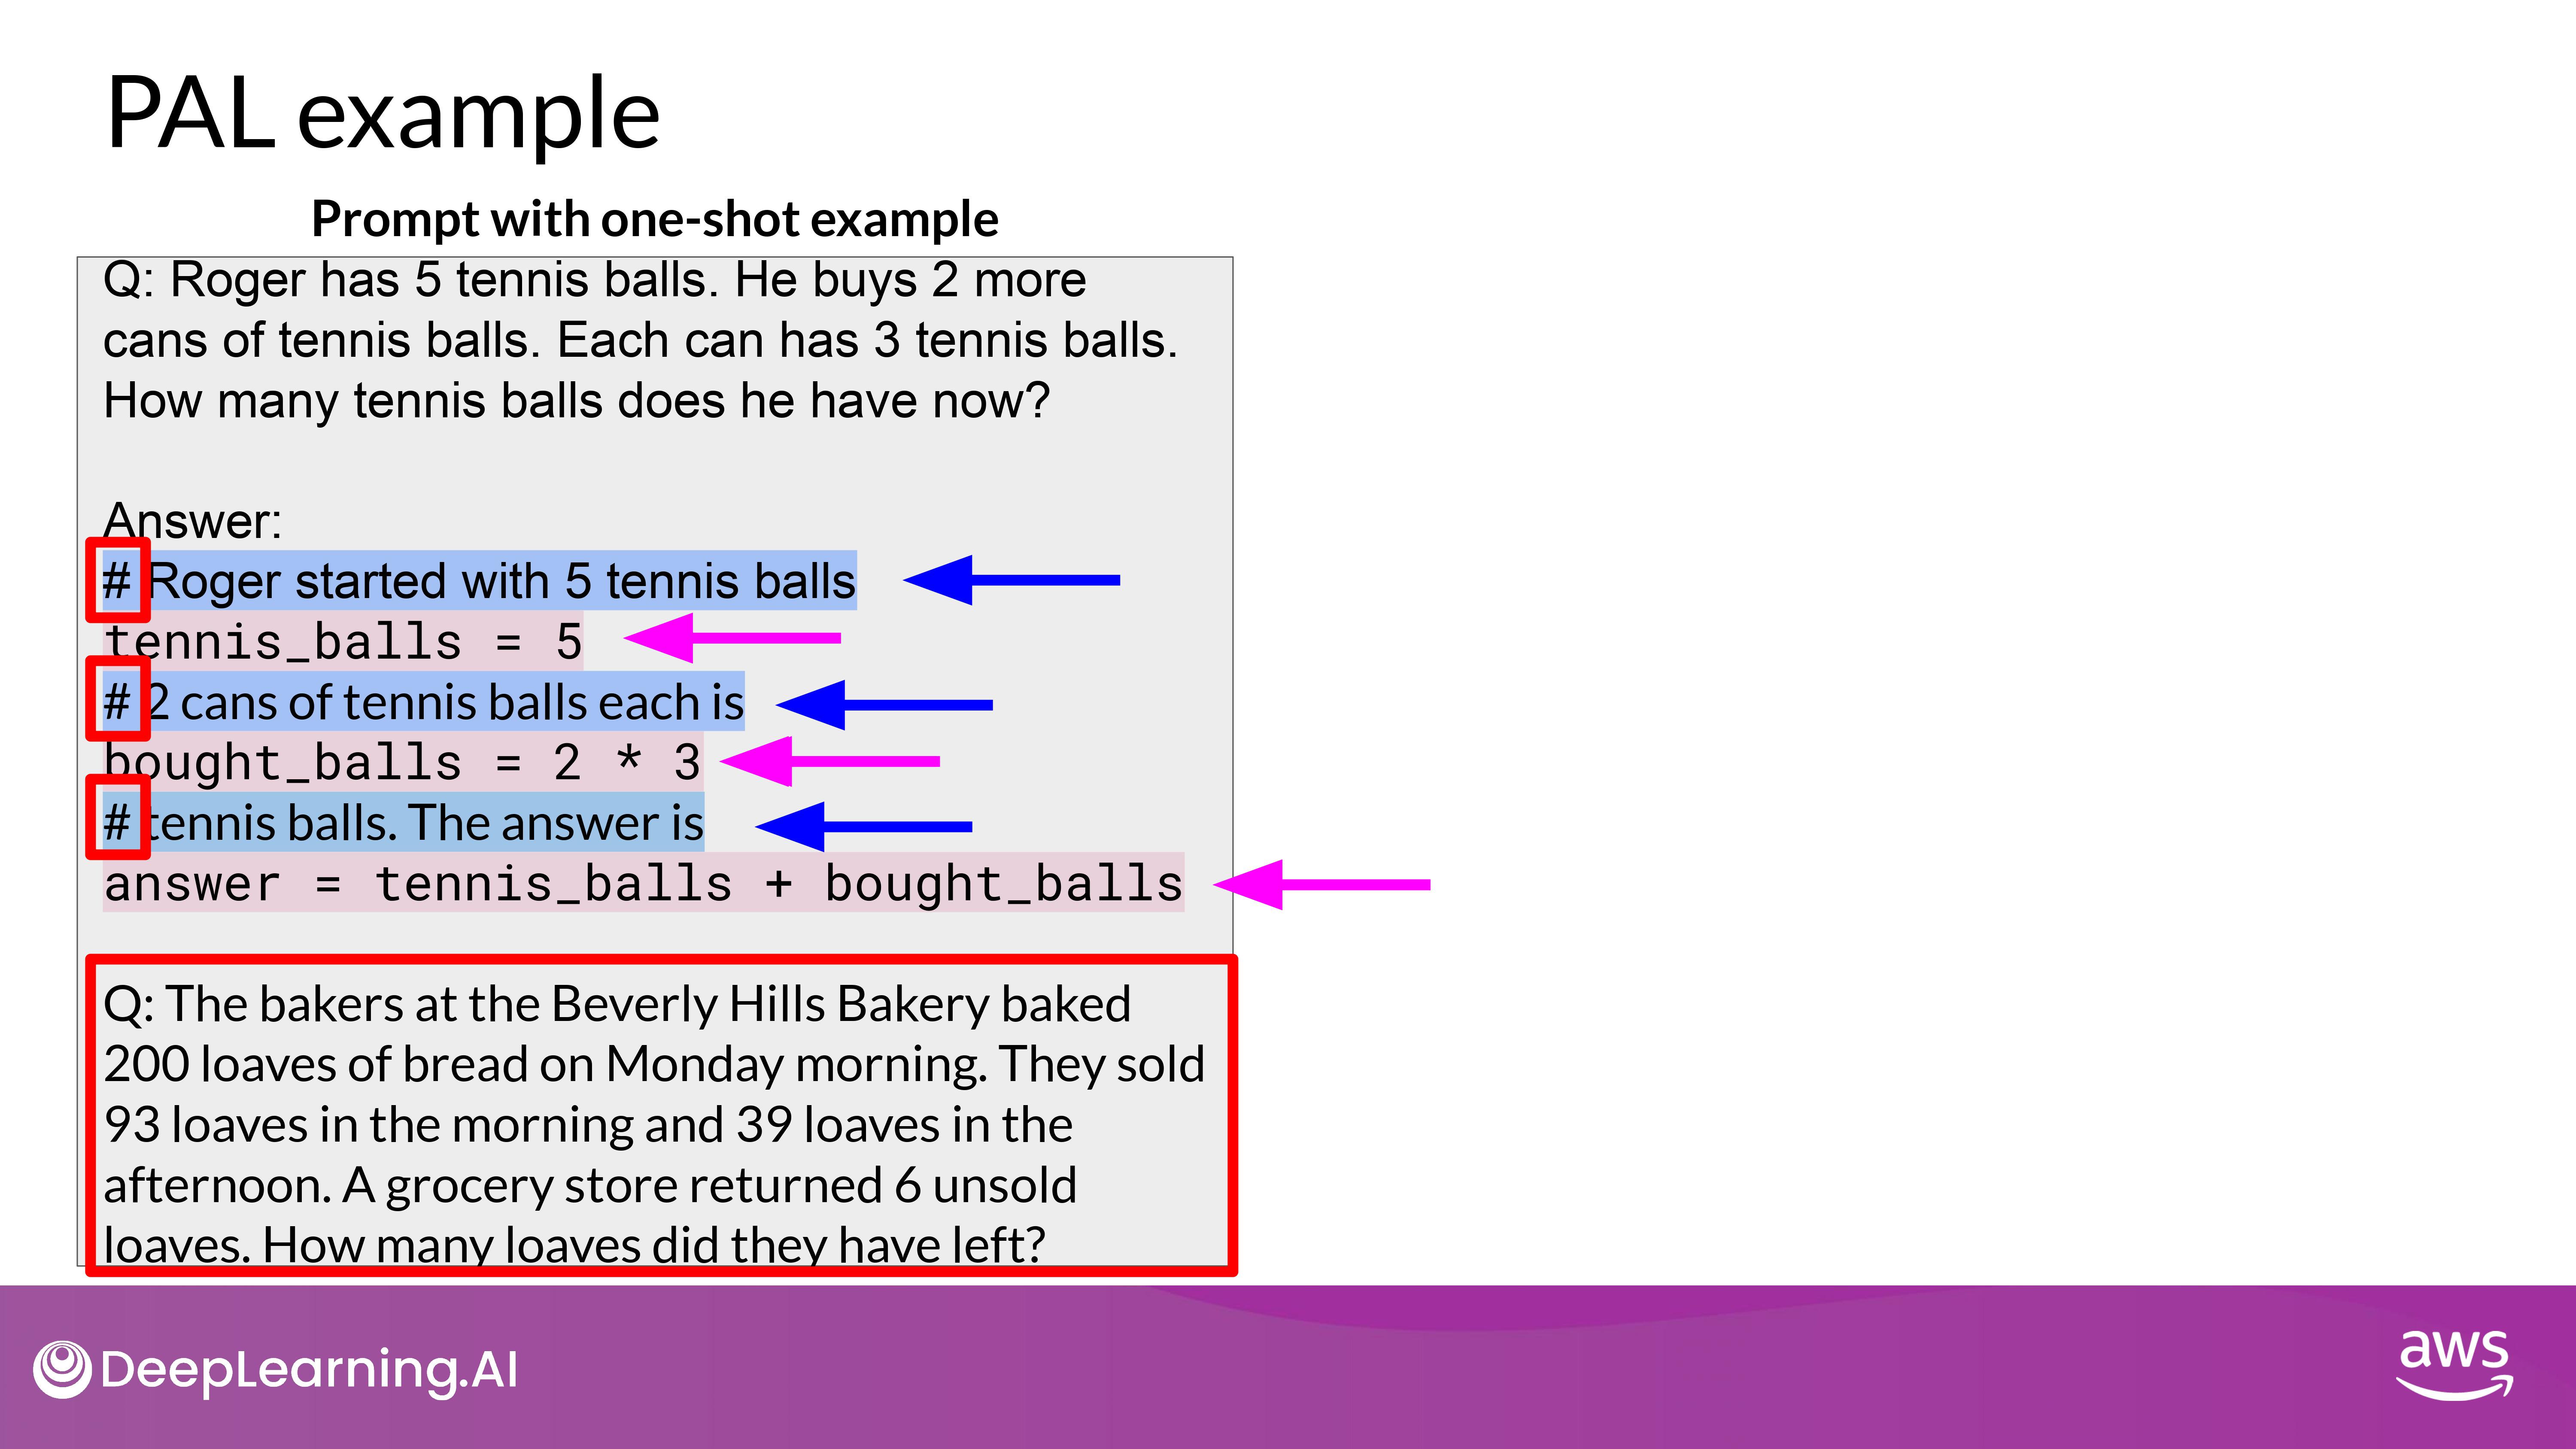 PAL example
Prompt with one-shot example
Q: Roger has 5 tennis balls. He buys 2 more
cans of tennis balls. Each can has 3 tennis balls.
How many tennis balls does he have now?
Answer:
# Roger started with 5 tennis balls
tennis_balls = 5
# 2 cans of tennis balls each is
bought_balls = 2 * 3
# tennis balls. The answer is
answer = tennis_balls + bought_balls
Q: The bakers at the Beverly Hills Bakery baked
200 loaves of bread on Monday morning. They sold
93 loaves in the morning and 39 loaves in the
afternoon. A grocery store returned 6 unsold
loaves. How many loaves did they have left?
DeepLearning.AI
aws